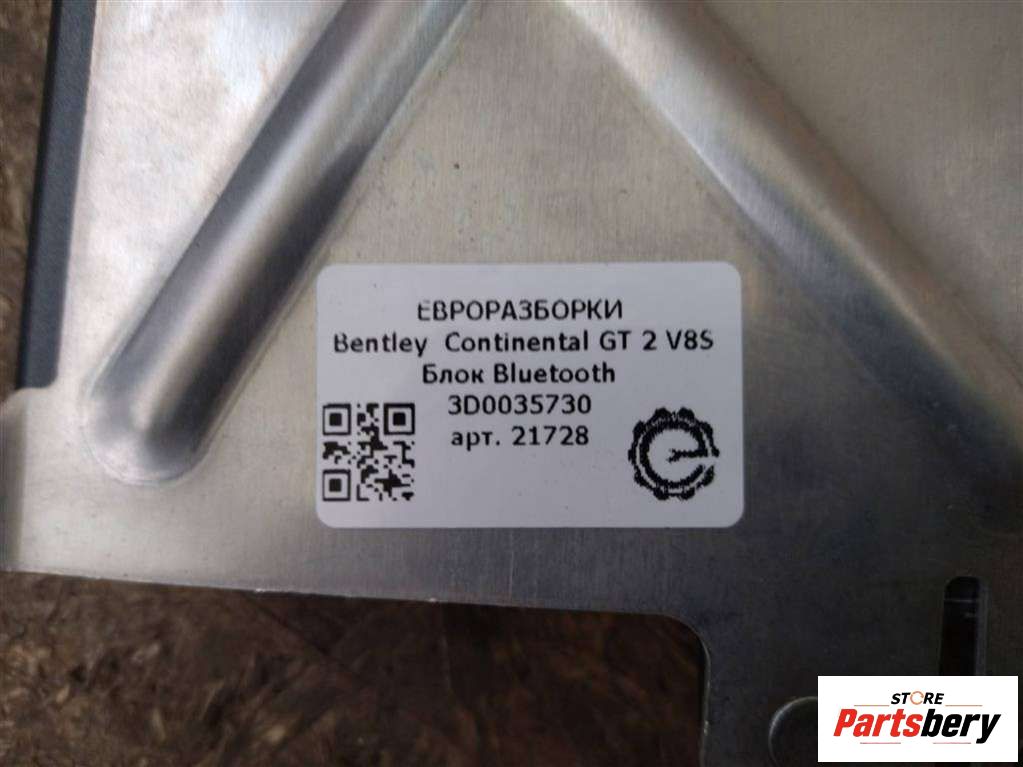 ЕВРОРАЗБОРКИ
Bentley Continental GT 2 V8S
Блок Bluetooth
3D0035730
арт. 21728
STORE
Partsbery